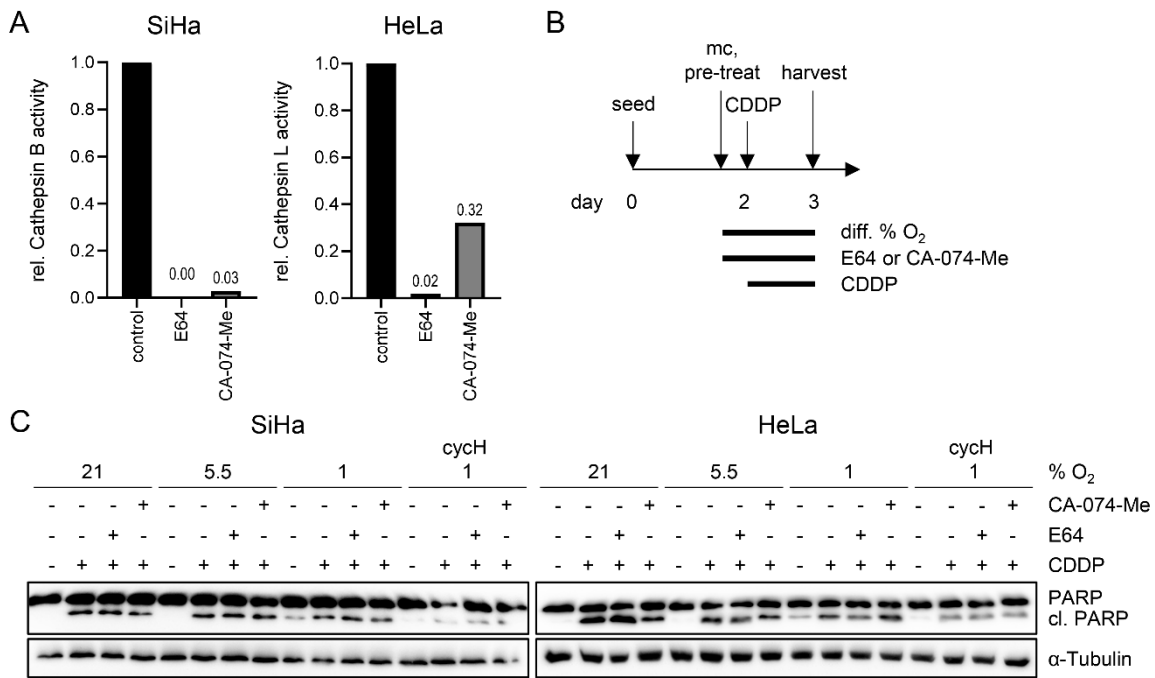 A
SiHa
rel. Cathepsin B activity
1.0
0.8
0.6
0.4
0.2
0.0
0.00
0.03
control
E64
CA-074-Me
HeLa
rel. Cathepsin L activity
1.0
0.8
0.6
0.4
0.2
0.0
0.02
0.32
control
E64
CA-074-Me
B
mc,
pre-treat
harvest
seed
CDDP
day 0 2 3
diff. % O₂
E64 or CA-074-Me
CDDP
C
SiHa
HeLa
cycH
cycH
21 5.5 1 1 21 5.5 1 1 % O₂
- - - + - - - + - - - + - - - + - - - + - - - + - - - + - - - + CA-074-Me
- - + - - - + - - - + - - - + - - - + - - - + - - - + - - - + - E64
- + + + - + + + - + + + - + + + - + + + - + + + - + + + - + + + CDDP
PARP
cl. PARP
α-Tubulin